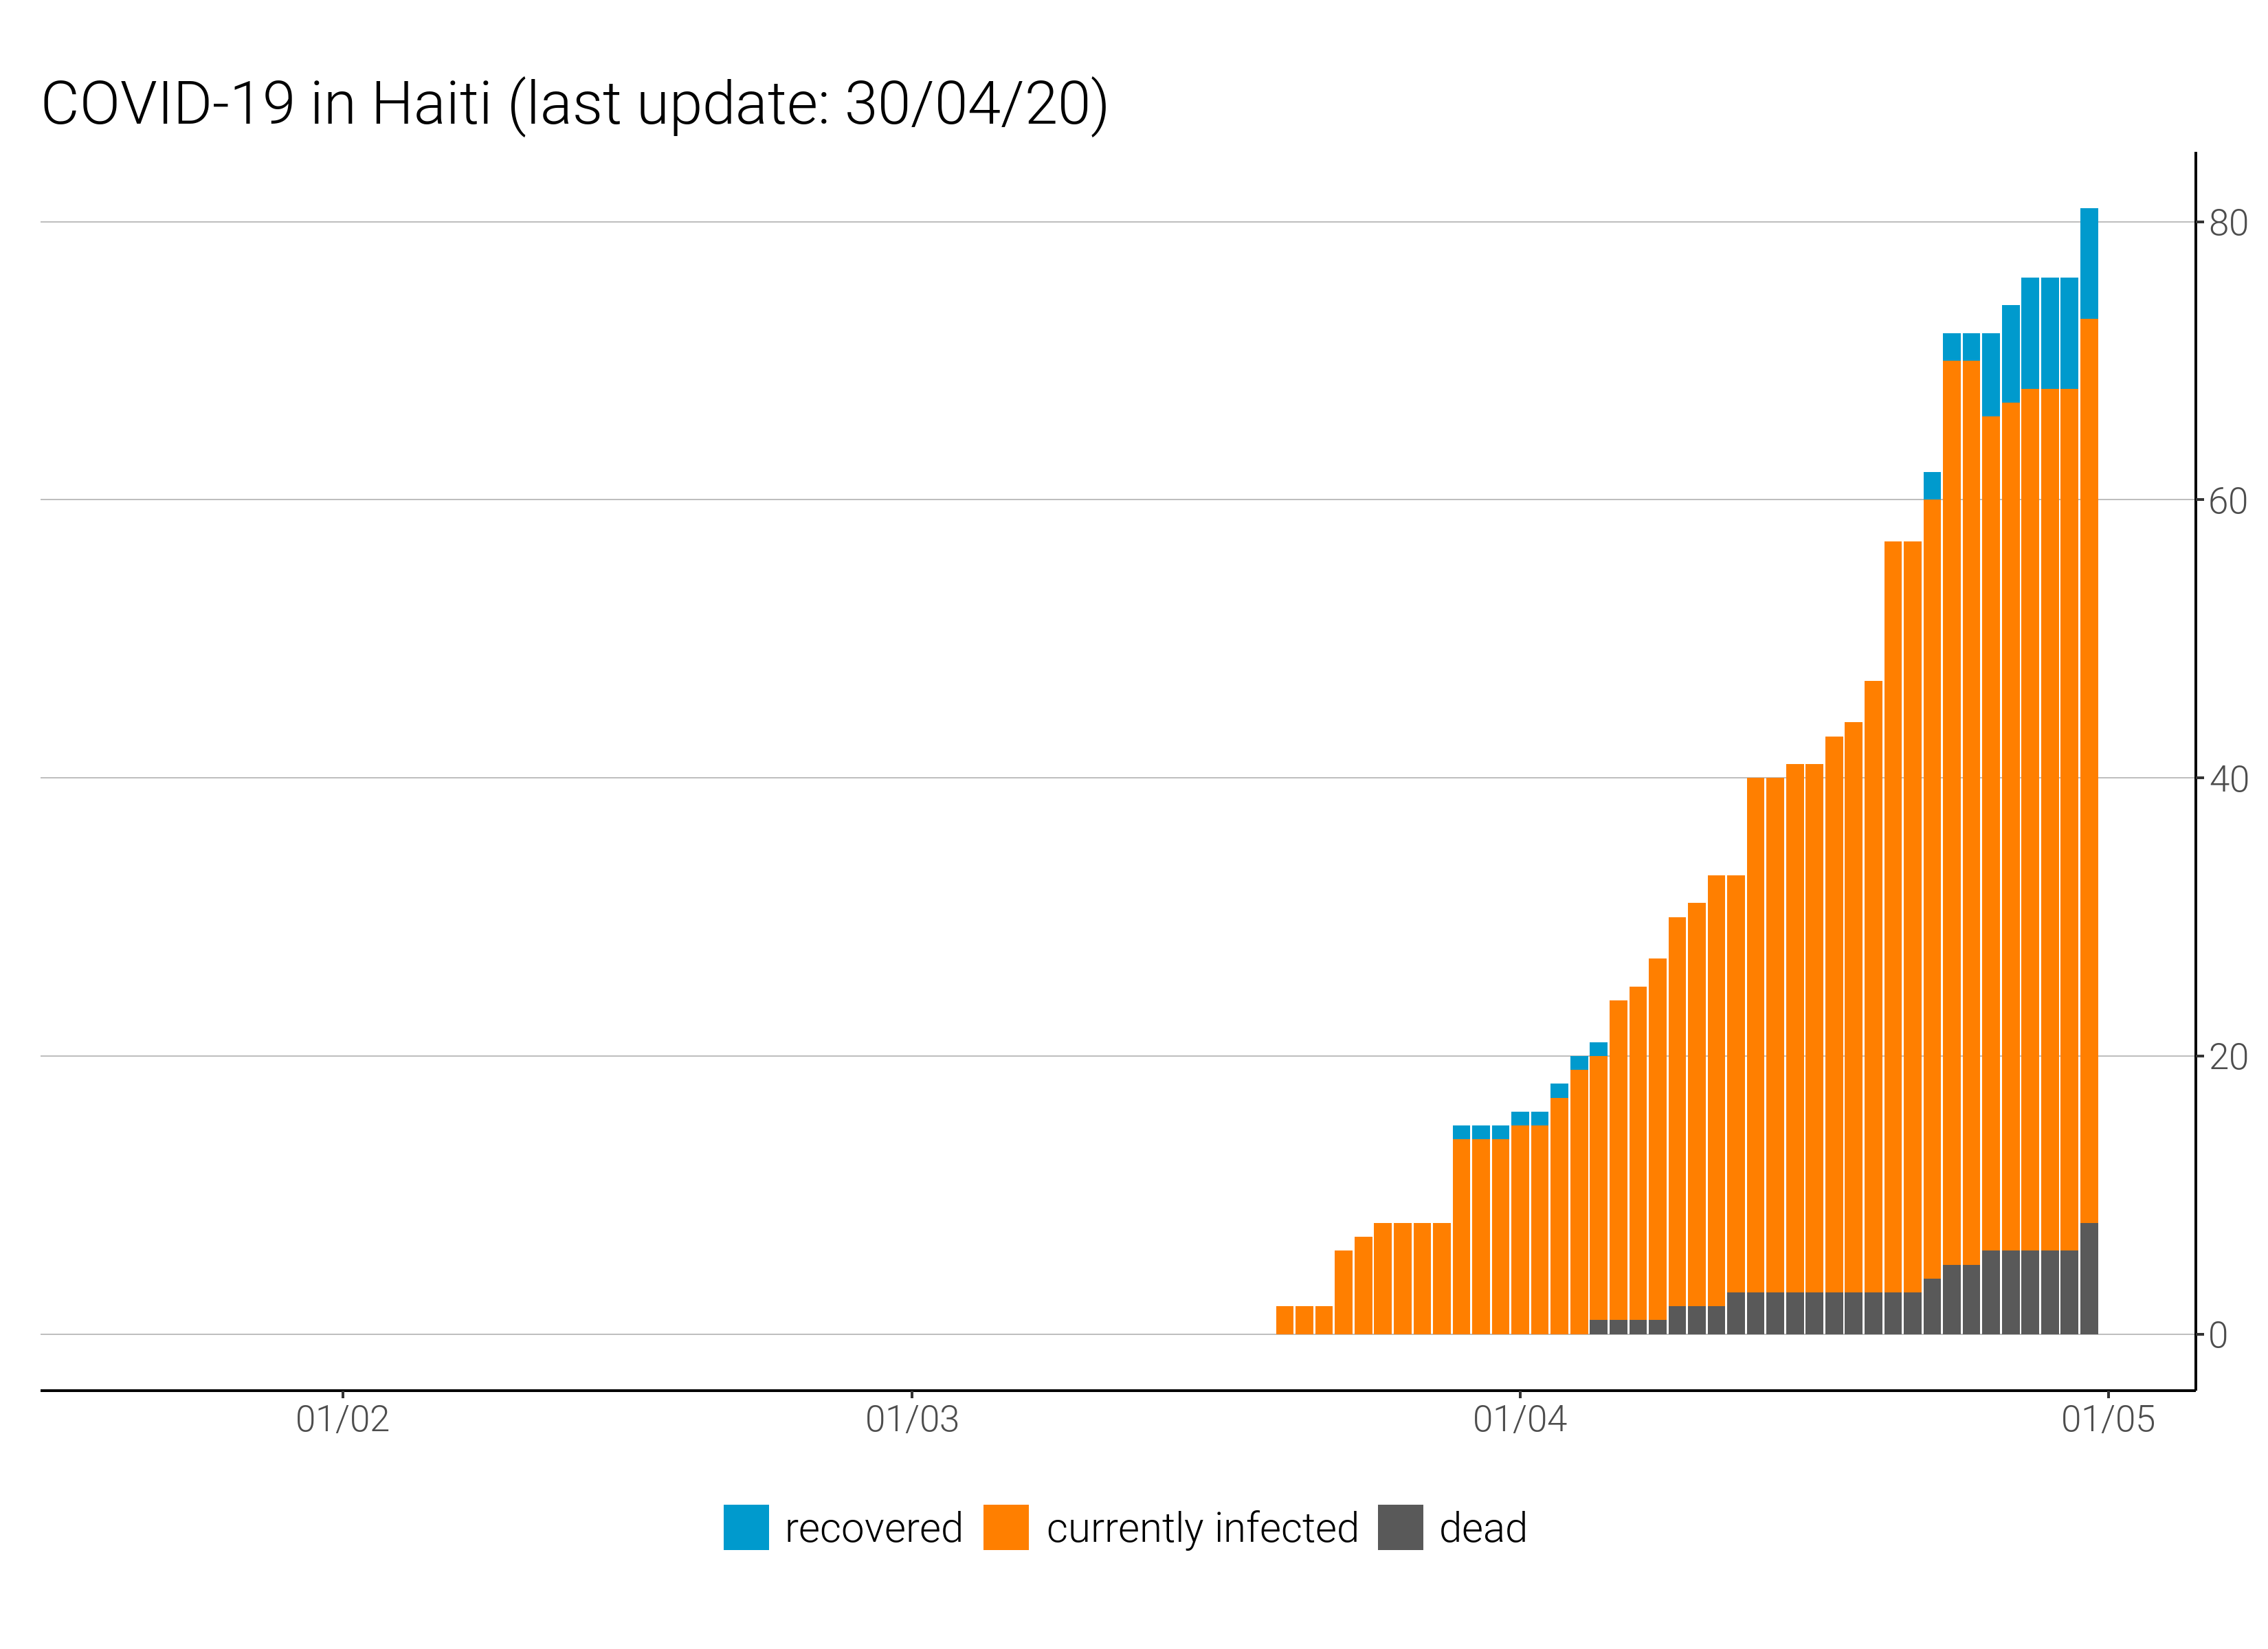 COVID-19 in Haiti (last update: 30/04/20)
80
60
40
20
0
01/02 01/03 01/04 01/05
recovered currently infected dead